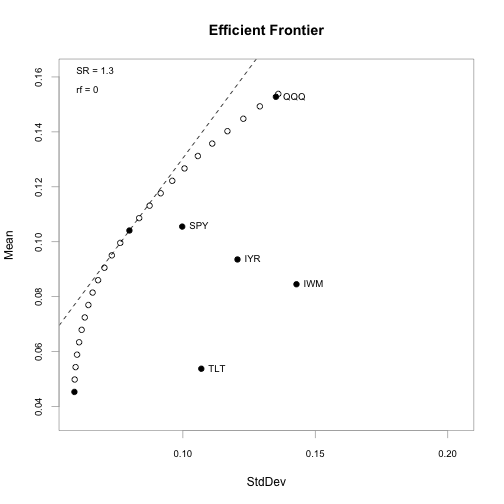 Efficient Frontier
SR = 1.3
rf = 0
QQQ
SPY
IYR
IWM
TLT
0.16
0.14
0.12
0.10
0.08
0.06
0.04
Mean
0.10
0.15
0.20
StdDev